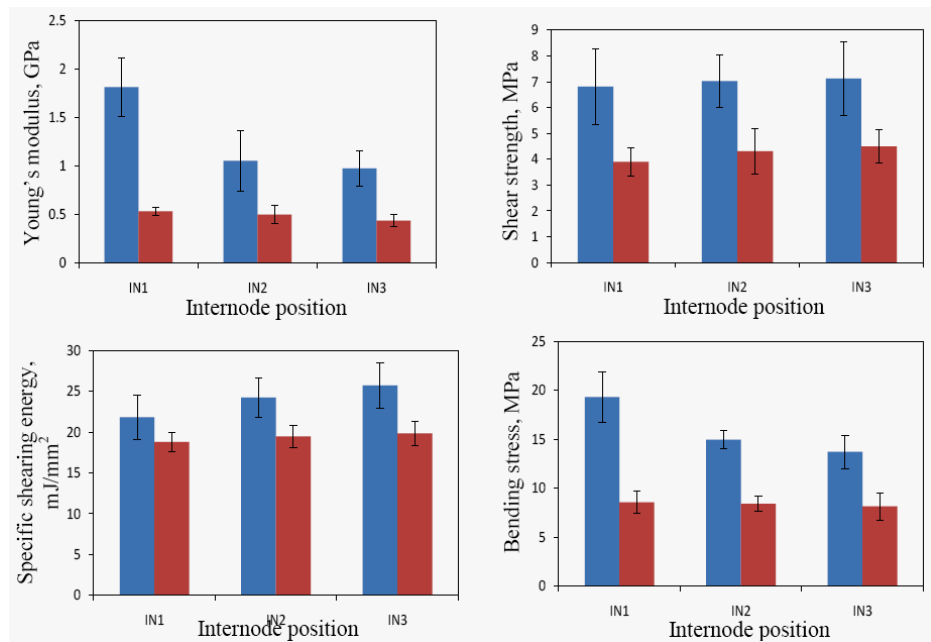 Young's modulus, GPa
2.5
2
1.5
1
0.5
0
IN1 IN2 IN3
Internode position
Shear strength, MPa
9
8
7
6
5
4
3
2
1
0
IN1 IN2 IN3
Internode position
Specific shearing energy,
mJ/mm²
30
25
20
15
10
5
0
IN1 IN2 IN3
Internode position
Bending stress, MPa
25
20
15
10
5
0
IN1 IN2 IN3
Internode position